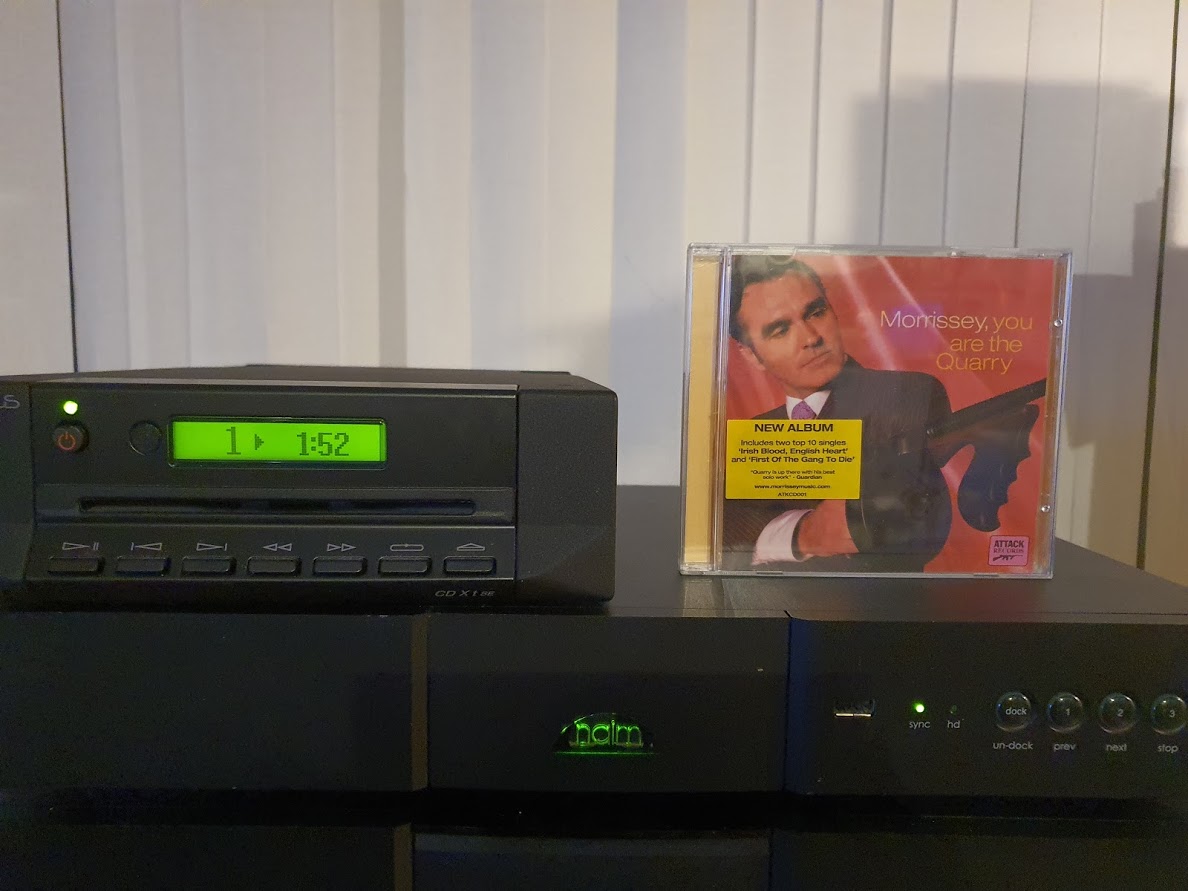 US
1 1:52
CD X t SE
Morrissey, you
are the
Quarry
NEW ALBUM
Includes two top 10 singles
'Irish Blood, English Heart'
and 'First Of The Gang To Die'
"Quarry is up there with his best
solo work" - Guardian
www.morrisseymusic.com
ATKCD001
ATTACK
RECORDS
naim
sync hd
dock 1 2 3
un-dock prev next stop